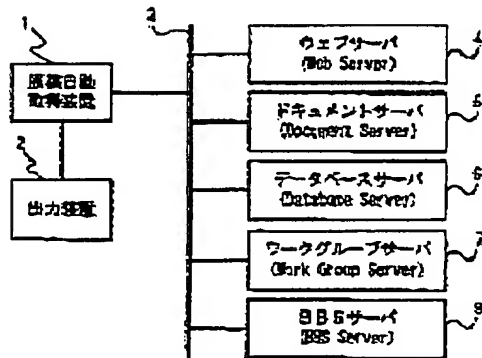 1
原稿自動
取得装置
2
出力装置
3
ウェブサーバ
(Web Server)
4
ドキュメントサーバ
(Document Server)
5
データベースサーバ
(Database Server)
6
ワークグループサーバ
(Work Group Server)
7
BBSサーバ
(BBS Server)
8